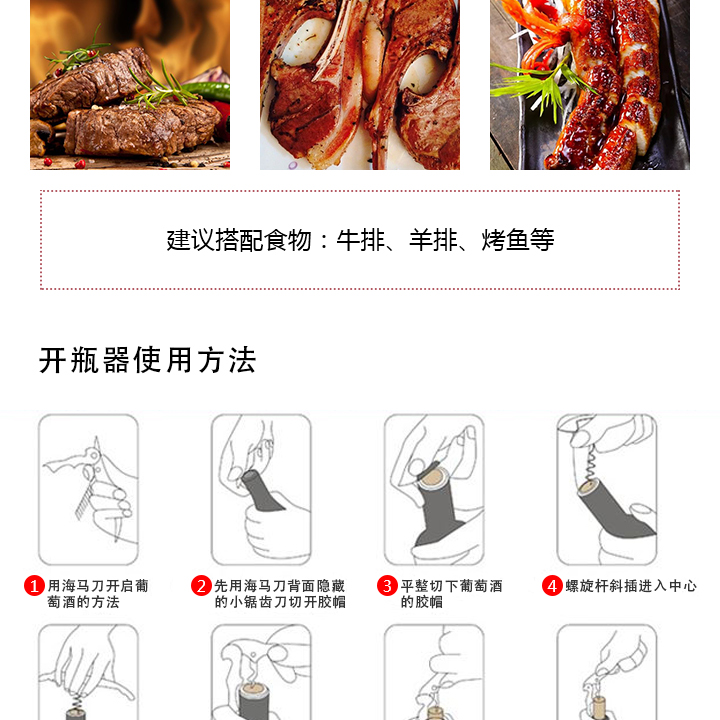 建议搭配食物：牛排、羊排、烤鱼等
开瓶器使用方法
1 用海马刀开启葡
萄酒的方法
2 先用海马刀背面隐藏
的小锯齿刀切开胶帽
3 平整切下葡萄酒
的胶帽
4 螺旋杆斜插进入中心